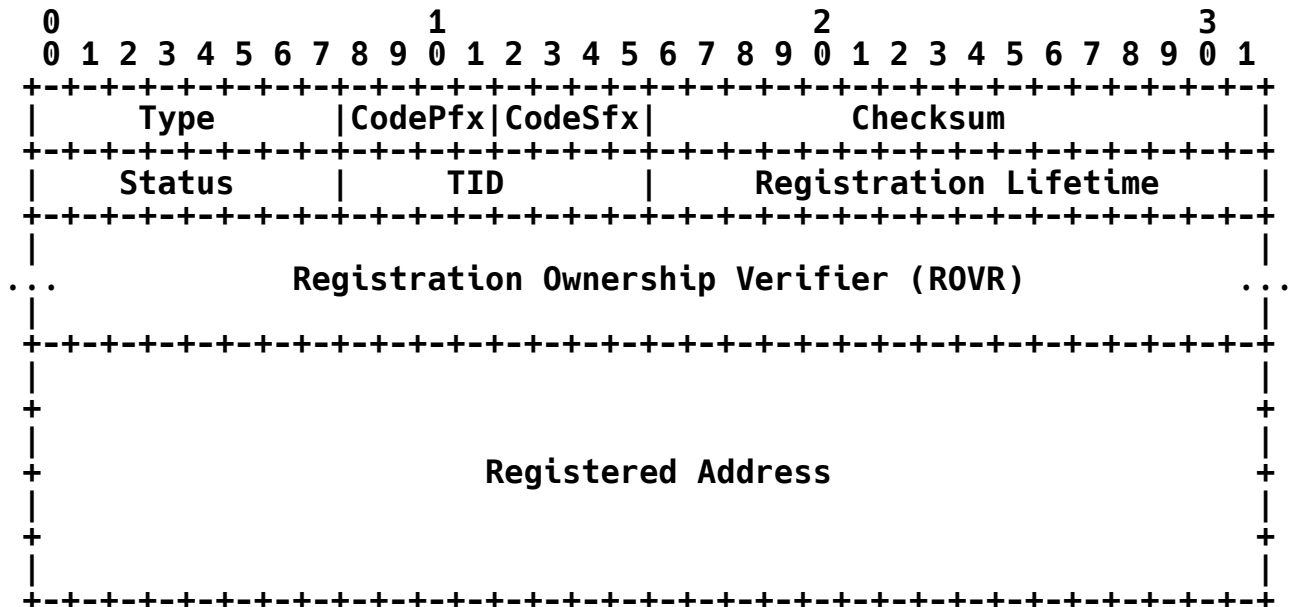 0                   1                   2                   3
 0 1 2 3 4 5 6 7 8 9 0 1 2 3 4 5 6 7 8 9 0 1 2 3 4 5 6 7 8 9 0 1
+-+-+-+-+-+-+-+-+-+-+-+-+-+-+-+-+-+-+-+-+-+-+-+-+-+-+-+-+-+-+-+-+
|     Type      |CodePfx|CodeSfx|          Checksum             |
+-+-+-+-+-+-+-+-+-+-+-+-+-+-+-+-+-+-+-+-+-+-+-+-+-+-+-+-+-+-+-+-+
|    Status     |     TID       |     Registration Lifetime     |
+-+-+-+-+-+-+-+-+-+-+-+-+-+-+-+-+-+-+-+-+-+-+-+-+-+-+-+-+-+-+-+-+
|                                                               |
...            Registration Ownership Verifier (ROVR)           ...
|                                                               |
+-+-+-+-+-+-+-+-+-+-+-+-+-+-+-+-+-+-+-+-+-+-+-+-+-+-+-+-+-+-+-+-+
|                                                               |
+                                                               +
|                                                               |
+                       Registered Address                      +
|                                                               |
+                                                               +
|                                                               |
+-+-+-+-+-+-+-+-+-+-+-+-+-+-+-+-+-+-+-+-+-+-+-+-+-+-+-+-+-+-+-+-+